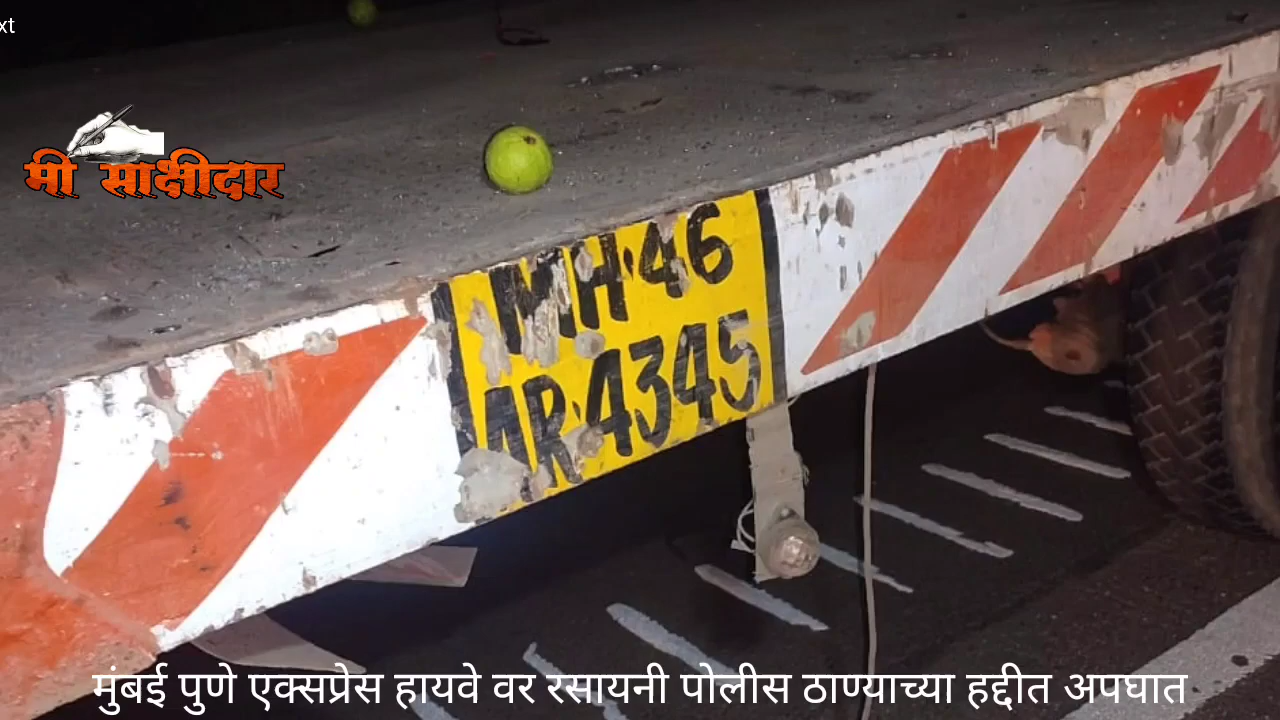 xt
मी साक्षीदार
MH·46
AR·4345
मुंबई पुणे एक्सप्रेस हायवे वर रसायनी पोलीस ठाण्याच्या हद्दीत अपघात